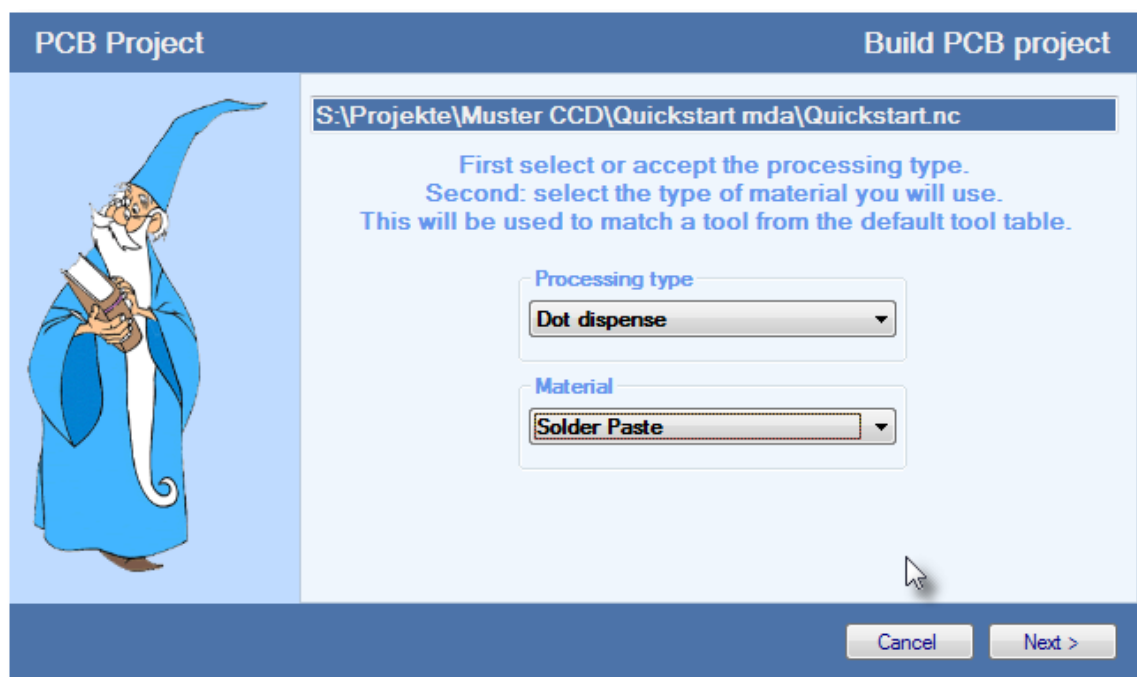 PCB Project
Build PCB project
S:\Projekte\Muster CCD\Quickstart mda\Quickstart.nc
First select or accept the processing type.
Second: select the type of material you will use.
This will be used to match a tool from the default tool table.
Processing type
Dot dispense
Material
Solder Paste
Cancel
Next >